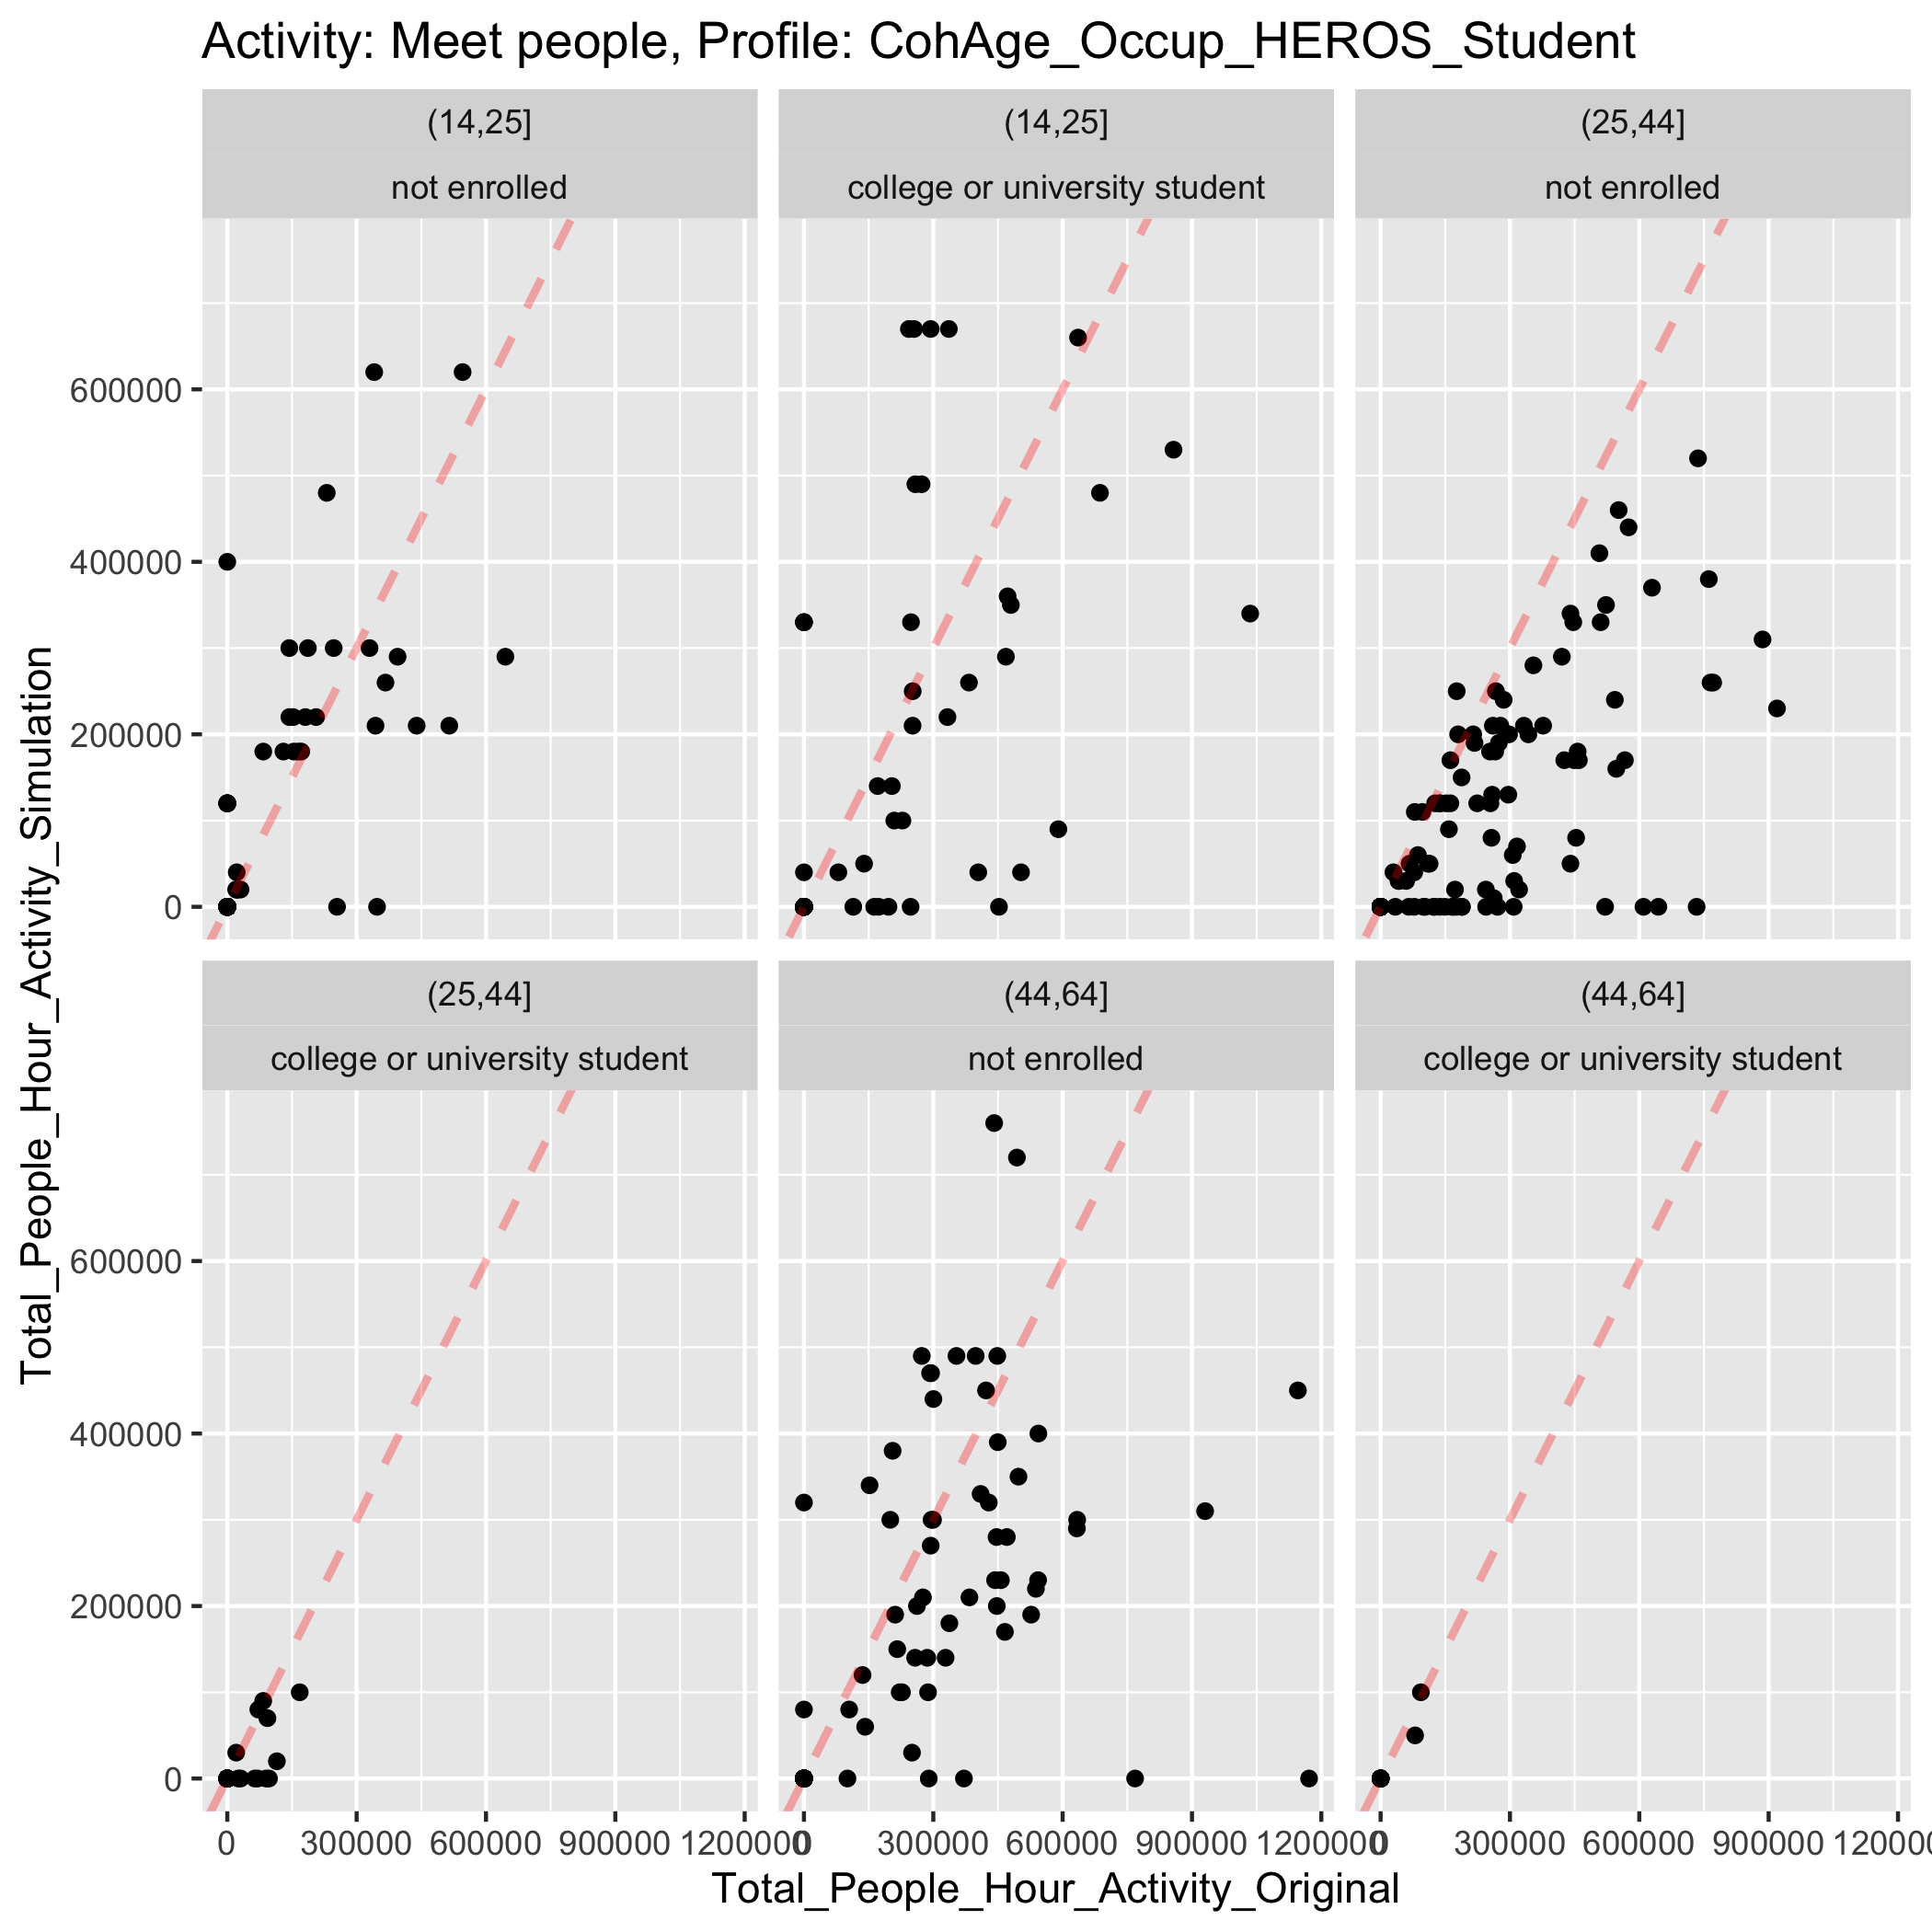 Activity: Meet people, Profile: CohAge_Occup_HEROS_Student
(14,25]
not enrolled
(14,25]
college or university student
(25,44]
not enrolled
600000
400000
200000
0
(25,44]
college or university student
(44,64]
not enrolled
(44,64]
college or university student
600000
400000
200000
0
Total_People_Hour_Activity_Simulation
0 300000 600000 900000 1200000
0 300000 600000 900000 1200000
0 300000 600000 900000 120000
Total_People_Hour_Activity_Original